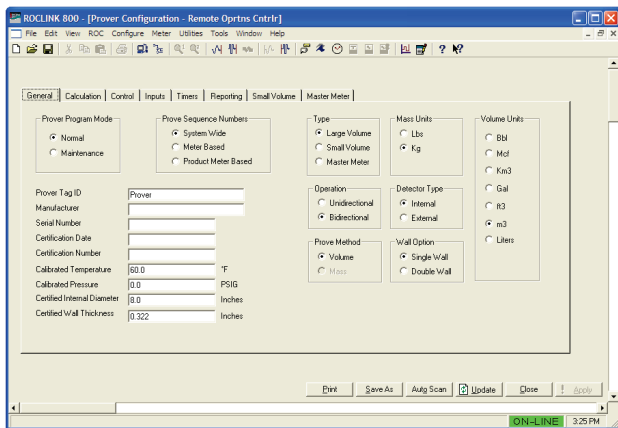 ROCLINK 800 - [Prover Configuration - Remote Oprtns Cntrlr]
File Edit View ROC Configure Meter Utilities Tools Window Help
General Calculation Control Inputs Timers Reporting Small Volume Master Meter
Prover Program Mode
Normal
Maintenance
Prove Sequence Numbers
System Wide
Meter Based
Product Meter Based
Type
Large Volume
Small Volume
Master Meter
Mass Units
Lbs
Kg
Volume Units
Bbl
Mcf
Km3
Gal
ft3
m3
Liters
Operation
Unidirectional
Bidirectional
Detector Type
Internal
External
Prove Method
Volume
Mass
Wall Option
Single Wall
Double Wall
Prover Tag ID Prover
Manufacturer
Serial Number
Certification Date
Certification Number
Calibrated Temperature 60.0 °F
Calibrated Pressure 0.0 PSIG
Certified Internal Diameter 8.0 Inches
Certified Wall Thickness 0.322 Inches
Print Save As Auto Scan Update Close ! Apply
ON-LINE 3:25 PM